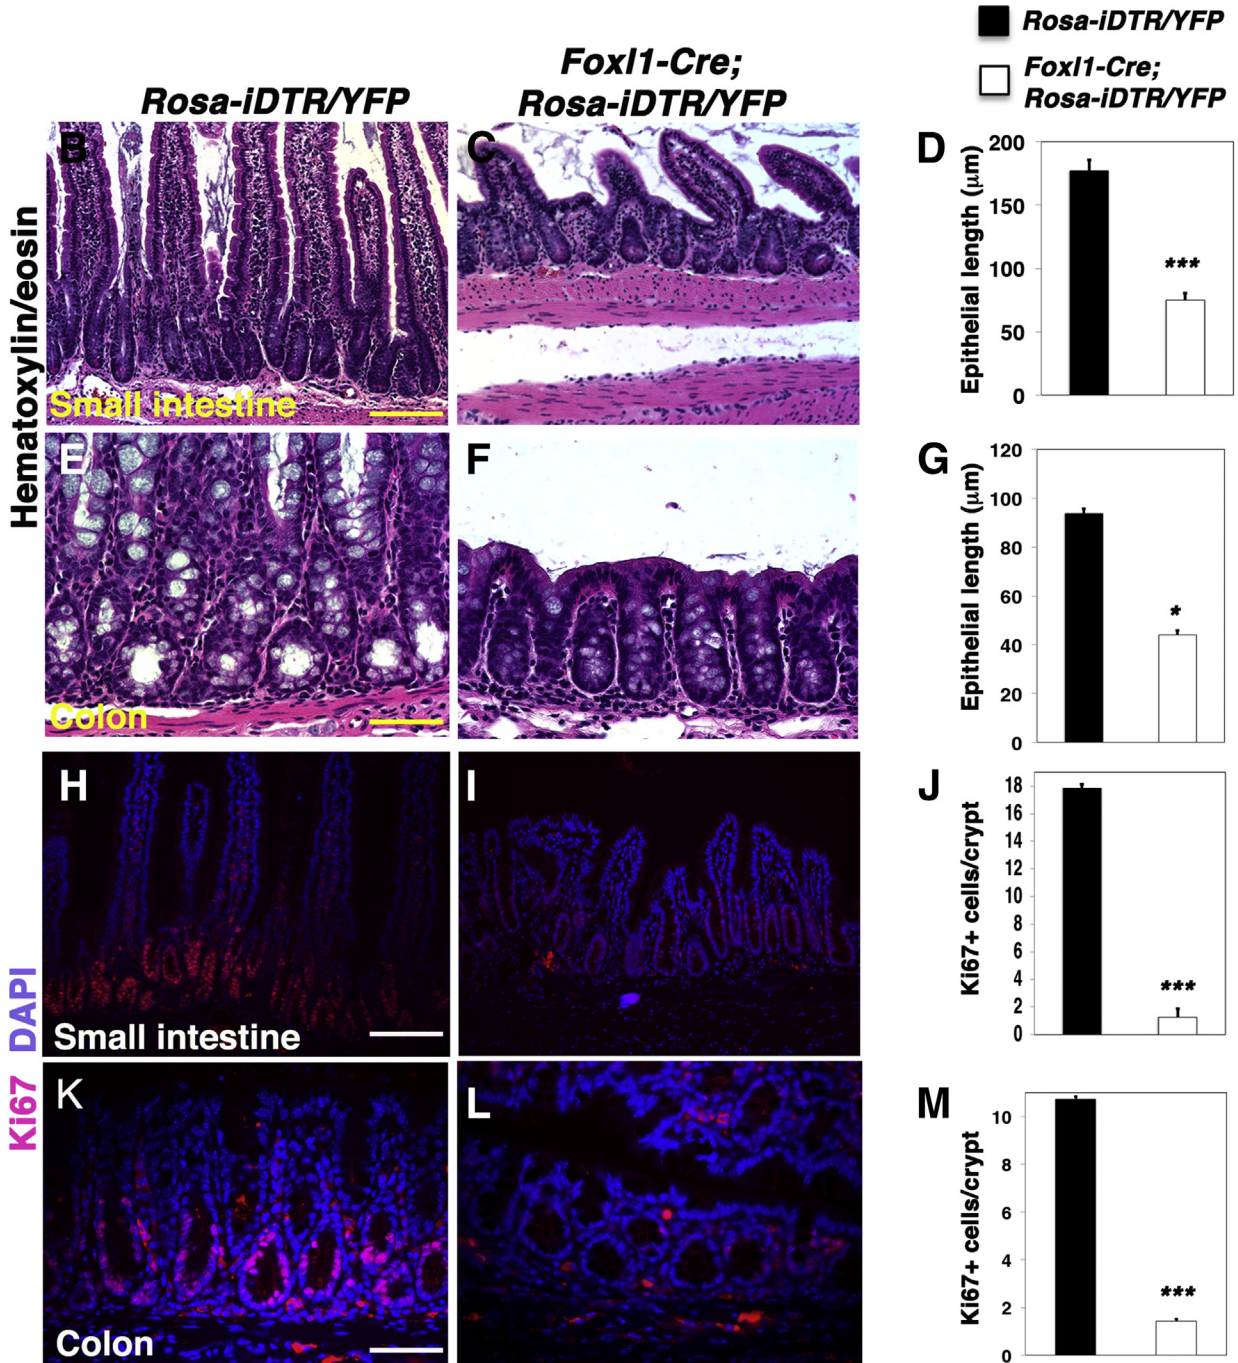 Rosa-iDTR/YFP
Foxl1-Cre;
Rosa-iDTR/YFP
Rosa-iDTR/YFP
Foxl1-Cre;
Rosa-iDTR/YFP
Hematoxylin/eosin
B
Small intestine
C
D
Epithelial length (μm)
200
150
100
50
0
***
E
Colon
F
G
Epithelial length (μm)
120
100
80
60
40
20
0
*
Ki67 DAPI
H
Small intestine
I
J
Ki67+ cells/crypt
18
16
14
12
10
8
6
4
2
0
***
K
Colon
L
M
Ki67+ cells/crypt
10
8
6
4
2
0
***